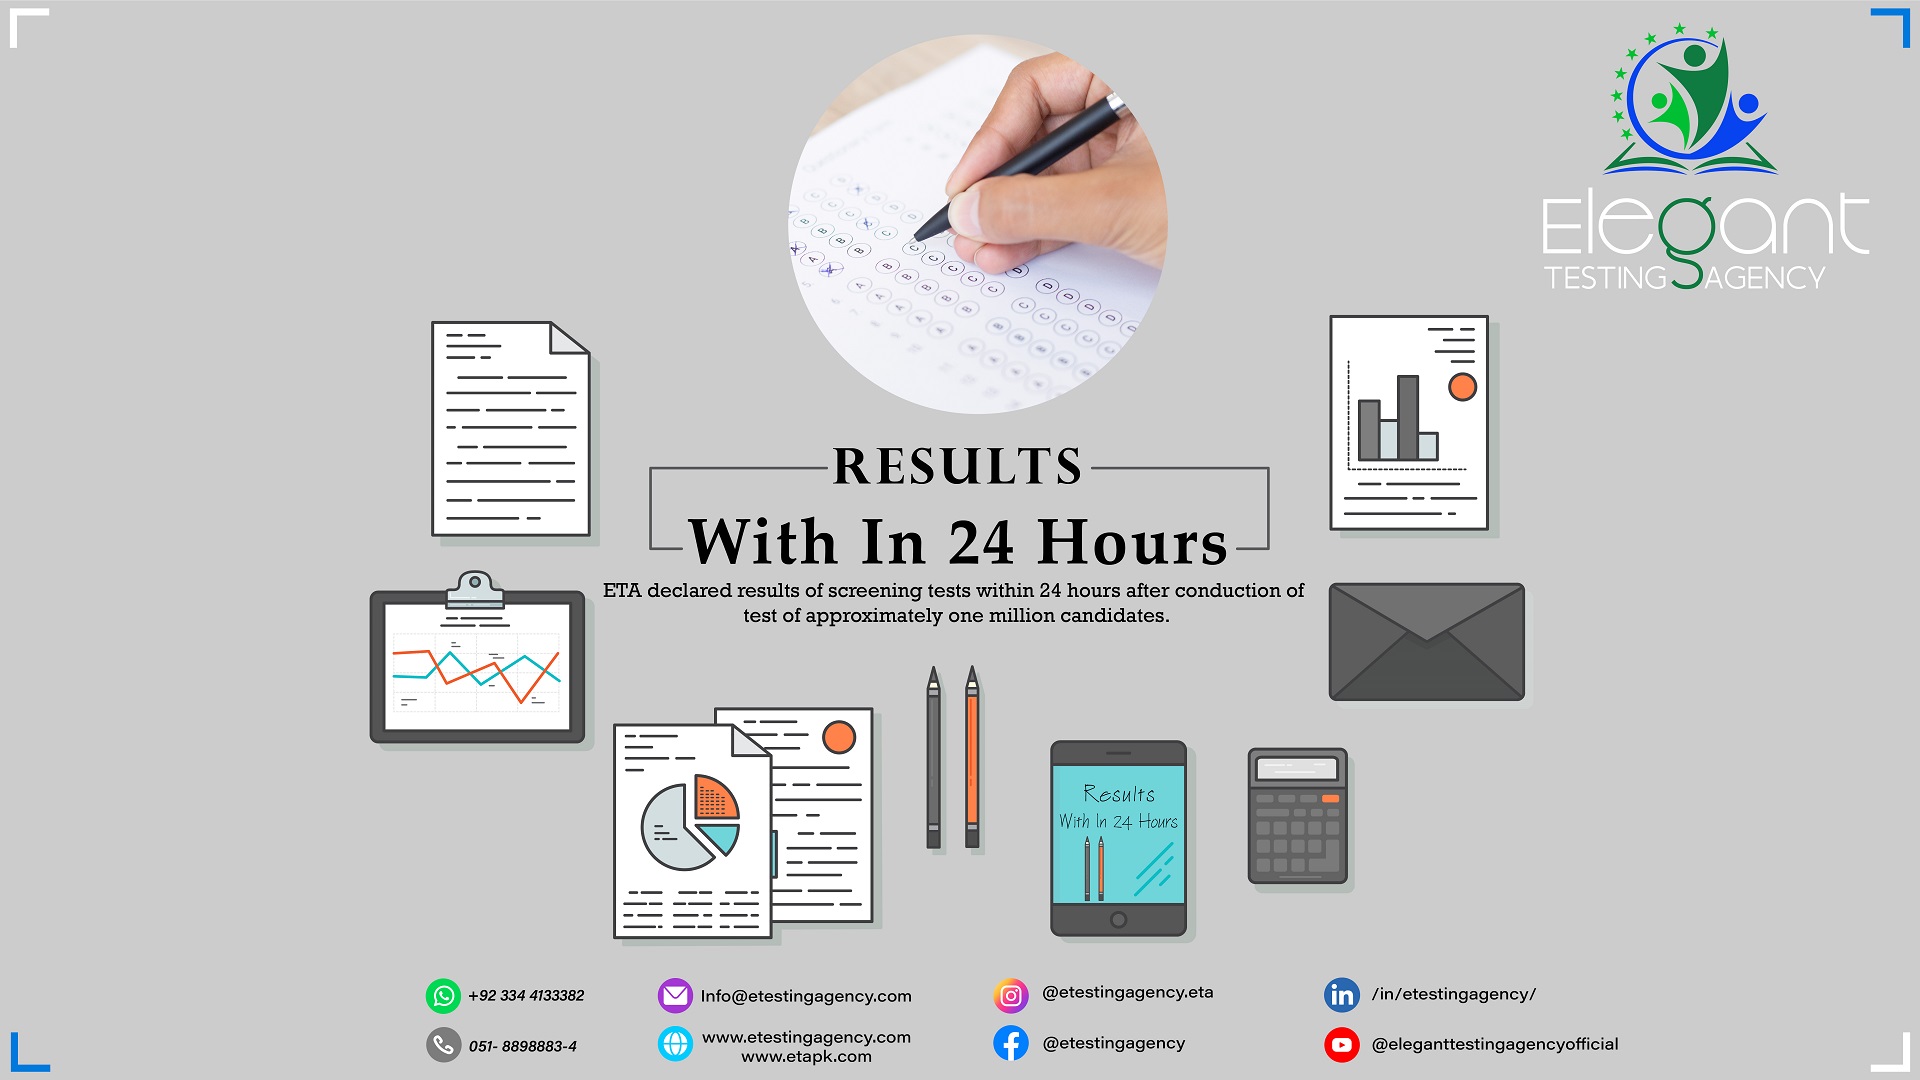 Elegant
TESTING AGENCY
RESULTS
With In 24 Hours
ETA declared results of screening tests within 24 hours after conduction of
test of approximately one million candidates.
Results
With In 24 Hours
+92 334 4133382
051- 8898883-4
Info@etestingagency.com
www.etestingagency.com
www.etapk.com
@etestingagency.eta
@etestingagency
/in/etestingagency/
@eleganttestingagencyofficial